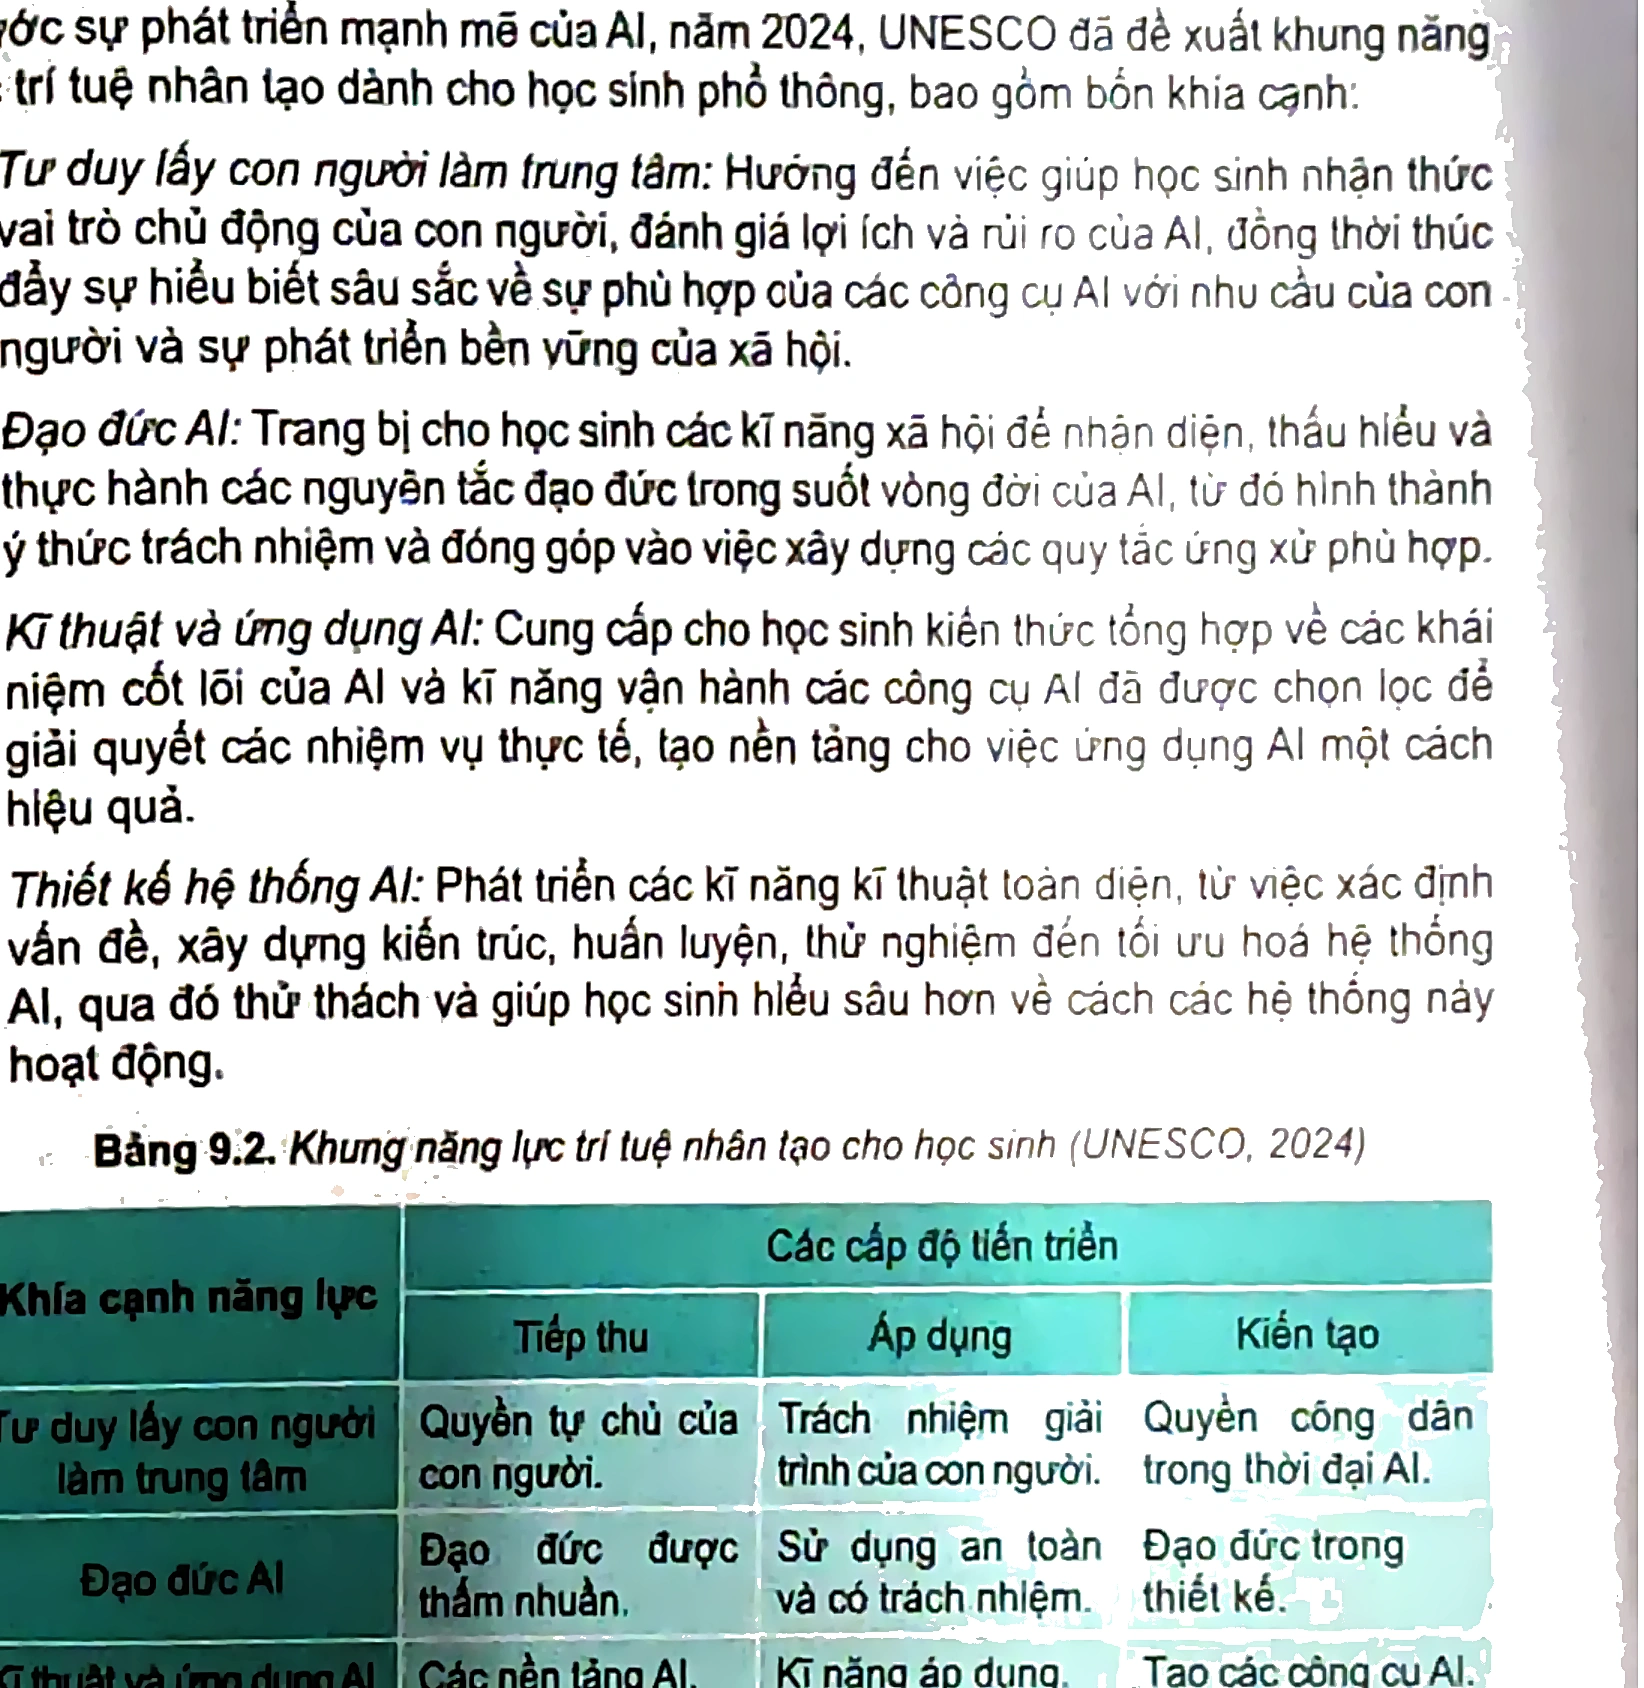 ước sự phát triển mạnh mẽ của AI, năm 2024, UNESCO đã đề xuất khung năng
trí tuệ nhân tạo dành cho học sinh phổ thông, bao gồm bốn khía cạnh:
Tư duy lấy con người làm trung tâm: Hướng đến việc giúp học sinh nhận thức
vai trò chủ động của con người, đánh giá lợi ích và rủi ro của AI, đồng thời thúc
đẩy sự hiểu biết sâu sắc về sự phù hợp của các công cụ AI với nhu cầu của con
người và sự phát triển bền vững của xã hội.
Đạo đức AI: Trang bị cho học sinh các kĩ năng xã hội để nhận diện, thấu hiểu và
thực hành các nguyên tắc đạo đức trong suốt vòng đời của AI, từ đó hình thành
ý thức trách nhiệm và đóng góp vào việc xây dựng các quy tắc ứng xử phù hợp.
Kĩ thuật và ứng dụng AI: Cung cấp cho học sinh kiến thức tổng hợp về các khái
niệm cốt lõi của AI và kĩ năng vận hành các công cụ AI đã được chọn lọc để
giải quyết các nhiệm vụ thực tế, tạo nền tảng cho việc ứng dụng AI một cách
hiệu quả.
Thiết kế hệ thống AI: Phát triển các kĩ năng kĩ thuật toàn diện, từ việc xác định
vấn đề, xây dựng kiến trúc, huấn luyện, thử nghiệm đến tối ưu hoá hệ thống
AI, qua đó thử thách và giúp học sinh hiểu sâu hơn về cách các hệ thống này
hoạt động.
Bảng 9.2. Khung năng lực trí tuệ nhân tạo cho học sinh (UNESCO, 2024)
Khía cạnh năng lực
Các cấp độ tiến triển
Tiếp thu
Áp dụng
Kiến tạo
Tư duy lấy con người
làm trung tâm
Quyền tự chủ của
con người.
Trách nhiệm giải
trình của con người.
Quyền công dân
trong thời đại AI.
Đạo đức AI
Đạo đức được
thấm nhuần.
Sử dụng an toàn
và có trách nhiệm.
Đạo đức trong
thiết kế.
Kĩ thuật và ứng dụng AI
Các nền tảng AI.
Kĩ năng áp dụng.
Tạo các công cụ AI.